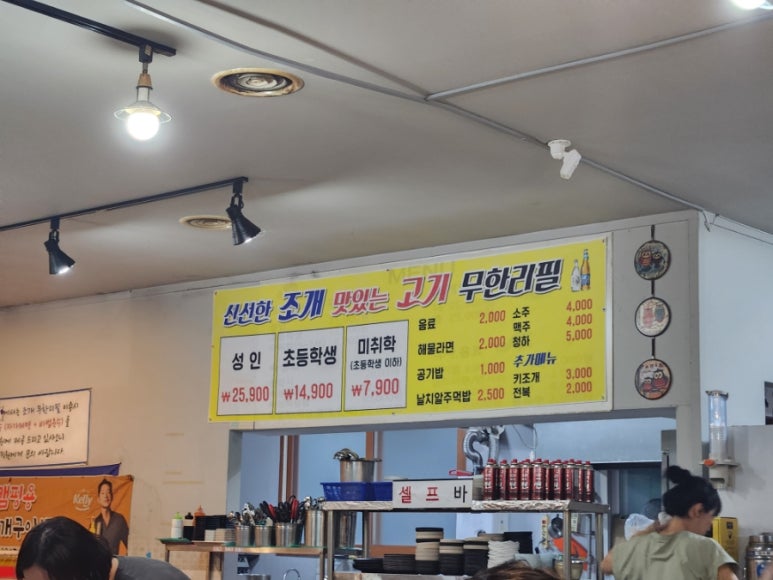 MENU
신선한 조개 맛있는 고기 무한리필
성인
₩25,900
초등학생
₩14,900
미취학
(초등학생 이하)
₩7,900
음료 2,000
해물라면 2,000
공기밥 1,000
날치알주먹밥 2,500
소주 4,000
맥주 4,000
청하 5,000
추가메뉴
키조개 3,000
전복 2,000
셀프바
Kelly